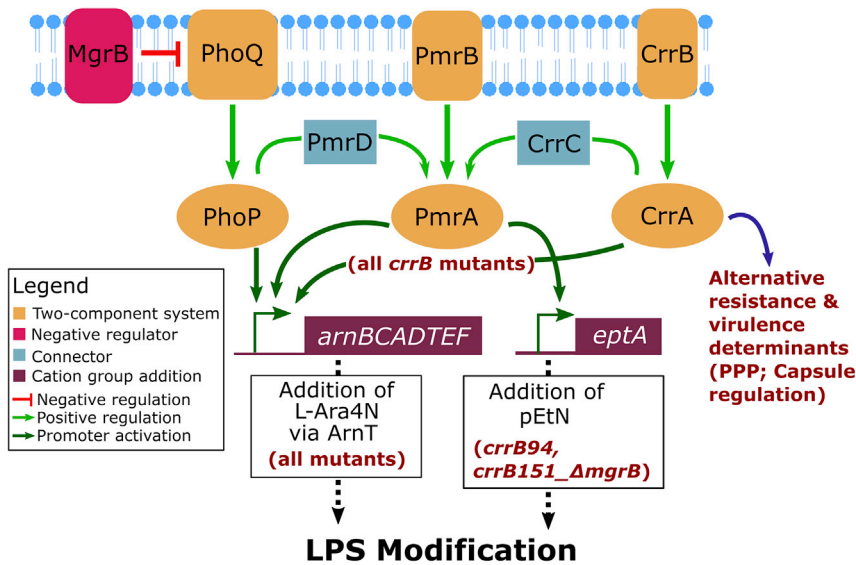 MgrB
PhoQ
PmrB
CrrB
PmrD
CrrC
PhoP
PmrA
CrrA
(all crrB mutants)
Alternative
resistance &
virulence
determinants
(PPP; Capsule
regulation)
Legend
Two-component system
Negative regulator
Connector
Cation group addition
Negative regulation
Positive regulation
Promoter activation
arnBCADTEF
eptA
Addition of
L-Ara4N
via ArnT
(all mutants)
Addition of
pEtN
(crrB94,
crrB151_ΔmgrB)
LPS Modification